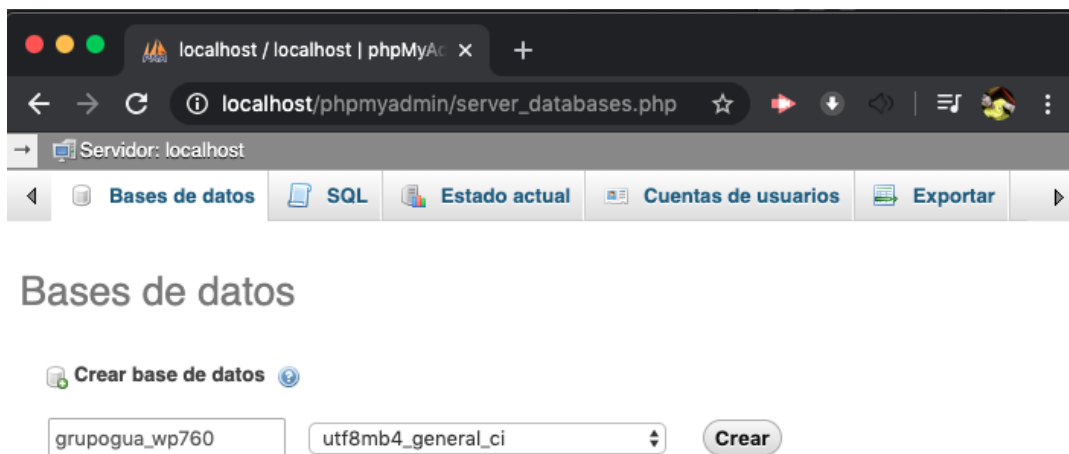 localhost / localhost | phpMyAd
localhost/phpmyadmin/server_databases.php
Servidor: localhost
Bases de datos SQL Estado actual Cuentas de usuarios Exportar
Bases de datos
Crear base de datos
grupogua_wp760 utf8mb4_general_ci Crear